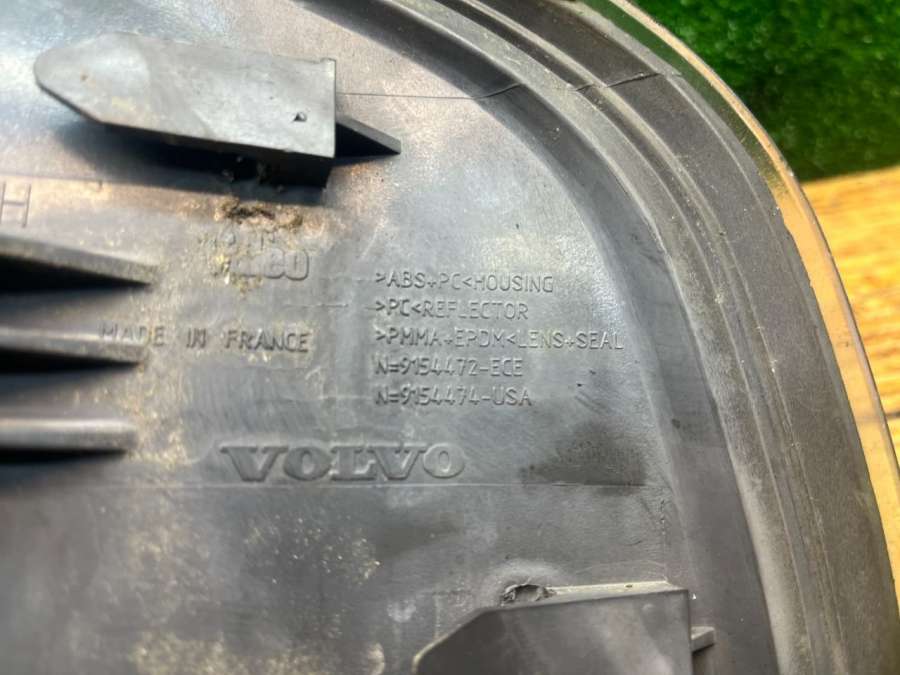 H
>ABS+PC<HOUSING
>PC<REFLECTOR
>PMMA+EPDM<LENS+SEAL
N=9154472-ECE
N=9154474-USA
MADE IN FRANCE
VOLVO